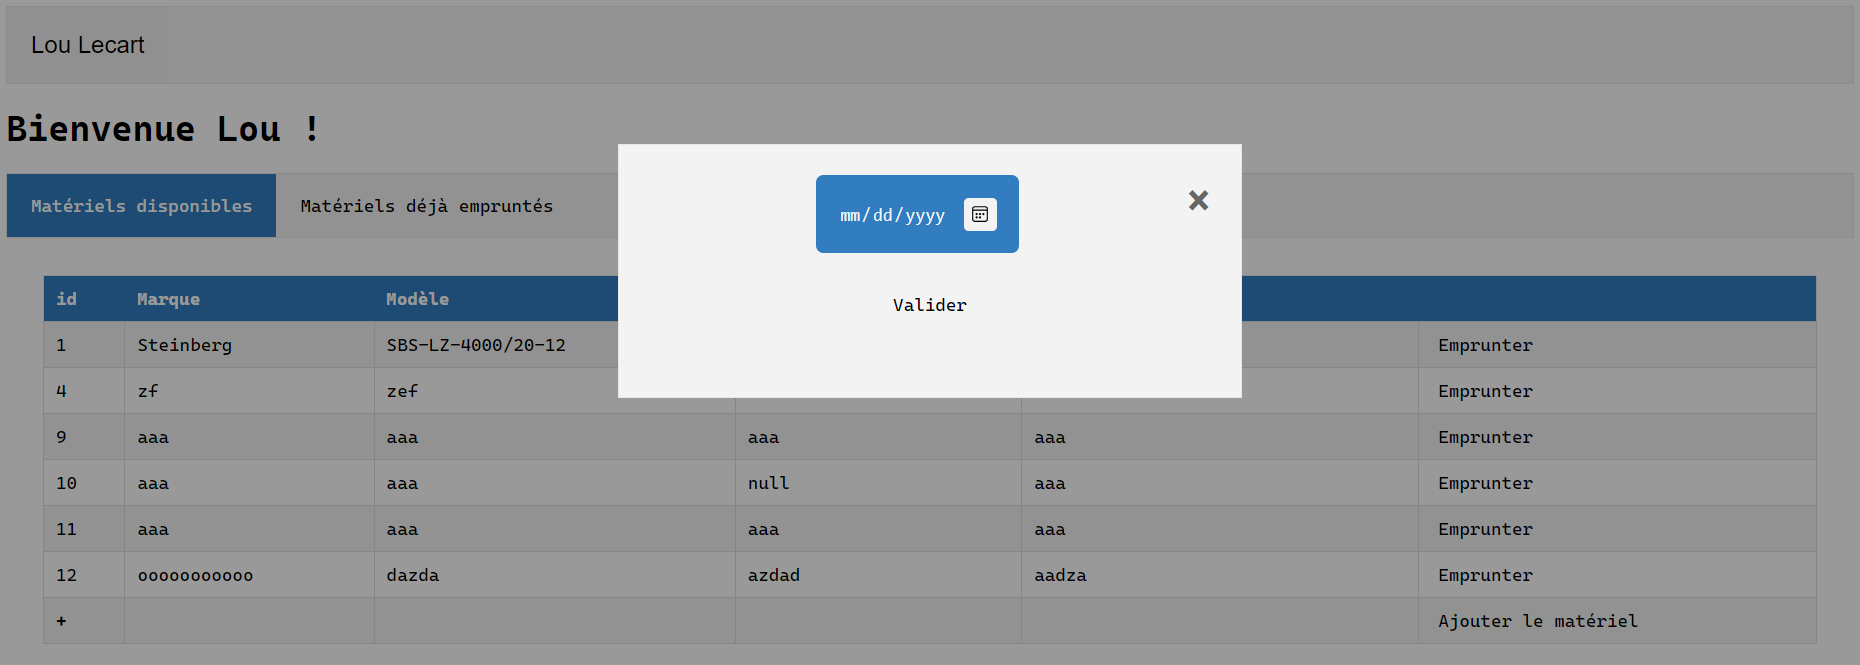 Lou Lecart
Bienvenue Lou !
Matériels disponibles Matériels déjà empruntés
mm/dd/yyyy
×
Valider
id Marque Modèle
1 Steinberg SBS-LZ-4000/20-12 Emprunter
4 zf zef Emprunter
9 aaa aaa aaa aaa Emprunter
10 aaa aaa null aaa Emprunter
11 aaa aaa aaa aaa Emprunter
12 ooooooooooo dazda azdad aadza Emprunter
+ Ajouter le matériel